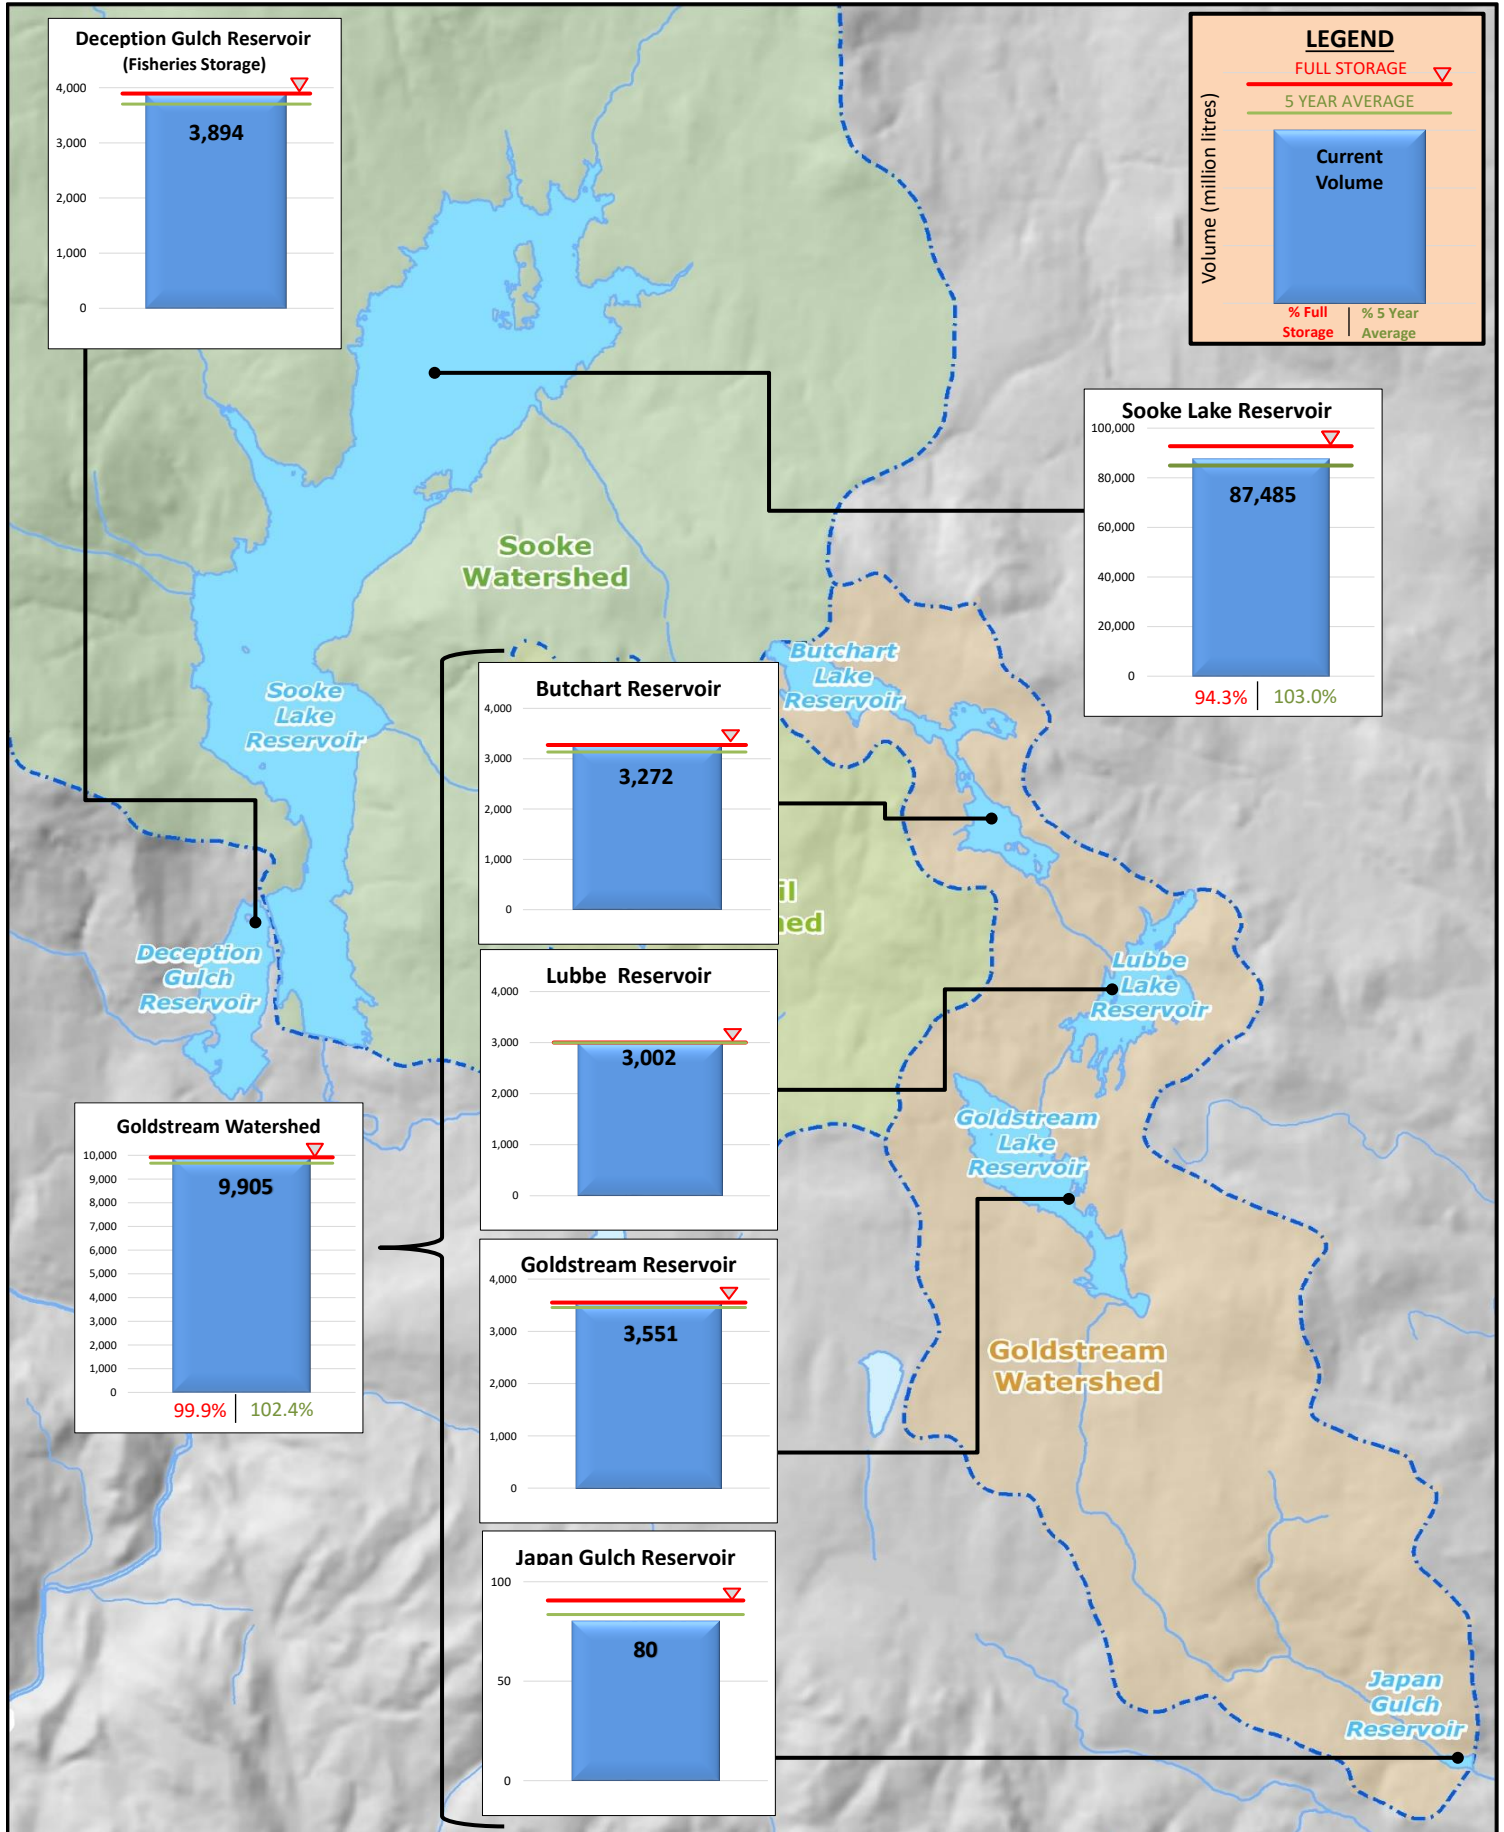 Deception Gulch Reservoir
(Fisheries Storage)
4,000
3,000
2,000
1,000
0
3,894
LEGEND
FULL STORAGE
5 YEAR AVERAGE
Current
Volume
Volume (million litres)
% Full
Storage
% 5 Year
Average
Sooke Lake Reservoir
100,000
80,000
60,000
40,000
20,000
0
87,485
94.3%
103.0%
Sooke
Watershed
Sooke
Lake
Reservoir
Butchart
Lake
Reservoir
Butchart Reservoir
4,000
3,000
2,000
1,000
0
3,272
il
ed
Deception
Gulch
Reservoir
Lubbe Reservoir
4,000
3,000
2,000
1,000
0
3,002
Lubbe
Lake
Reservoir
Goldstream
Lake
Reservoir
Goldstream Watershed
10,000
9,000
8,000
7,000
6,000
5,000
4,000
3,000
2,000
1,000
0
9,905
99.9%
102.4%
Goldstream Reservoir
4,000
3,000
2,000
1,000
0
3,551
Goldstream
Watershed
Japan Gulch Reservoir
100
50
0
80
Japan
Gulch
Reservoir